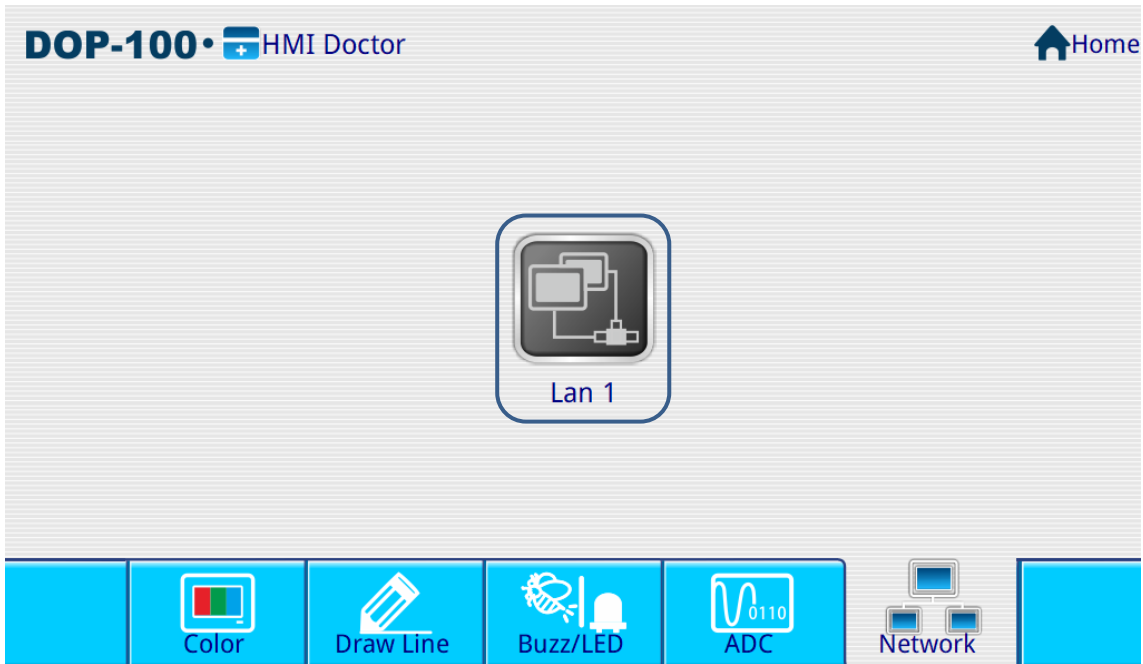 DOP-100• HMI Doctor
Home
Lan 1
0110
Color
Draw Line
Buzz/LED
ADC
Network